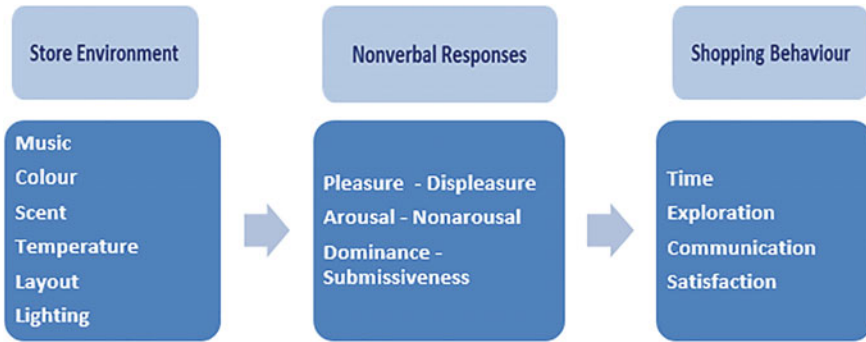 Store Environment
Nonverbal Responses
Shopping Behaviour
Music
Colour
Scent
Temperature
Layout
Lighting
Pleasure - Displeasure
Arousal - Nonarousal
Dominance -
Submissiveness
Time
Exploration
Communication
Satisfaction